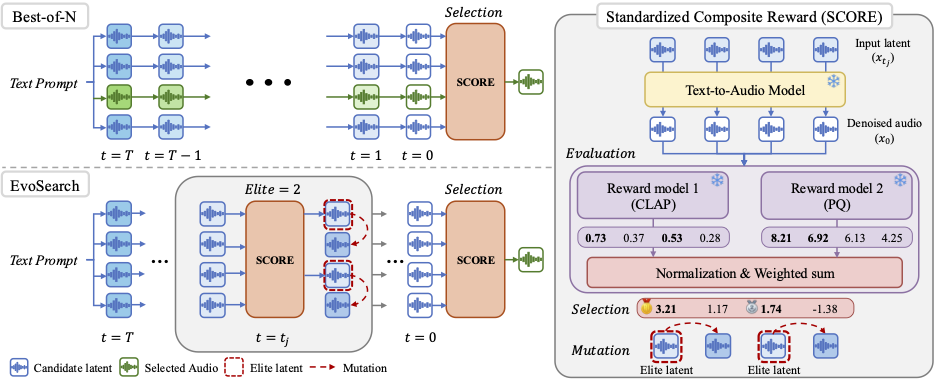 Best-of-N
Selection
Text Prompt
SCORE
t = T
t = T − 1
t = 1
t = 0
EvoSearch
Elite = 2
Selection
Text Prompt
SCORE
SCORE
t = T
t = t_j
t = 0
Candidate latent
Selected Audio
Elite latent
Mutation
Standardized Composite Reward (SCORE)
Input latent
(x_{t_j})
Text-to-Audio Model
Denoised audio
(x_0)
Evaluation
Reward model 1
(CLAP)
Reward model 2
(PQ)
0.73 0.37 0.53 0.28
8.21 6.92 6.13 4.25
Normalization & Weighted sum
Selection
3.21 1.17 1.74 -1.38
Mutation
Elite latent
Elite latent